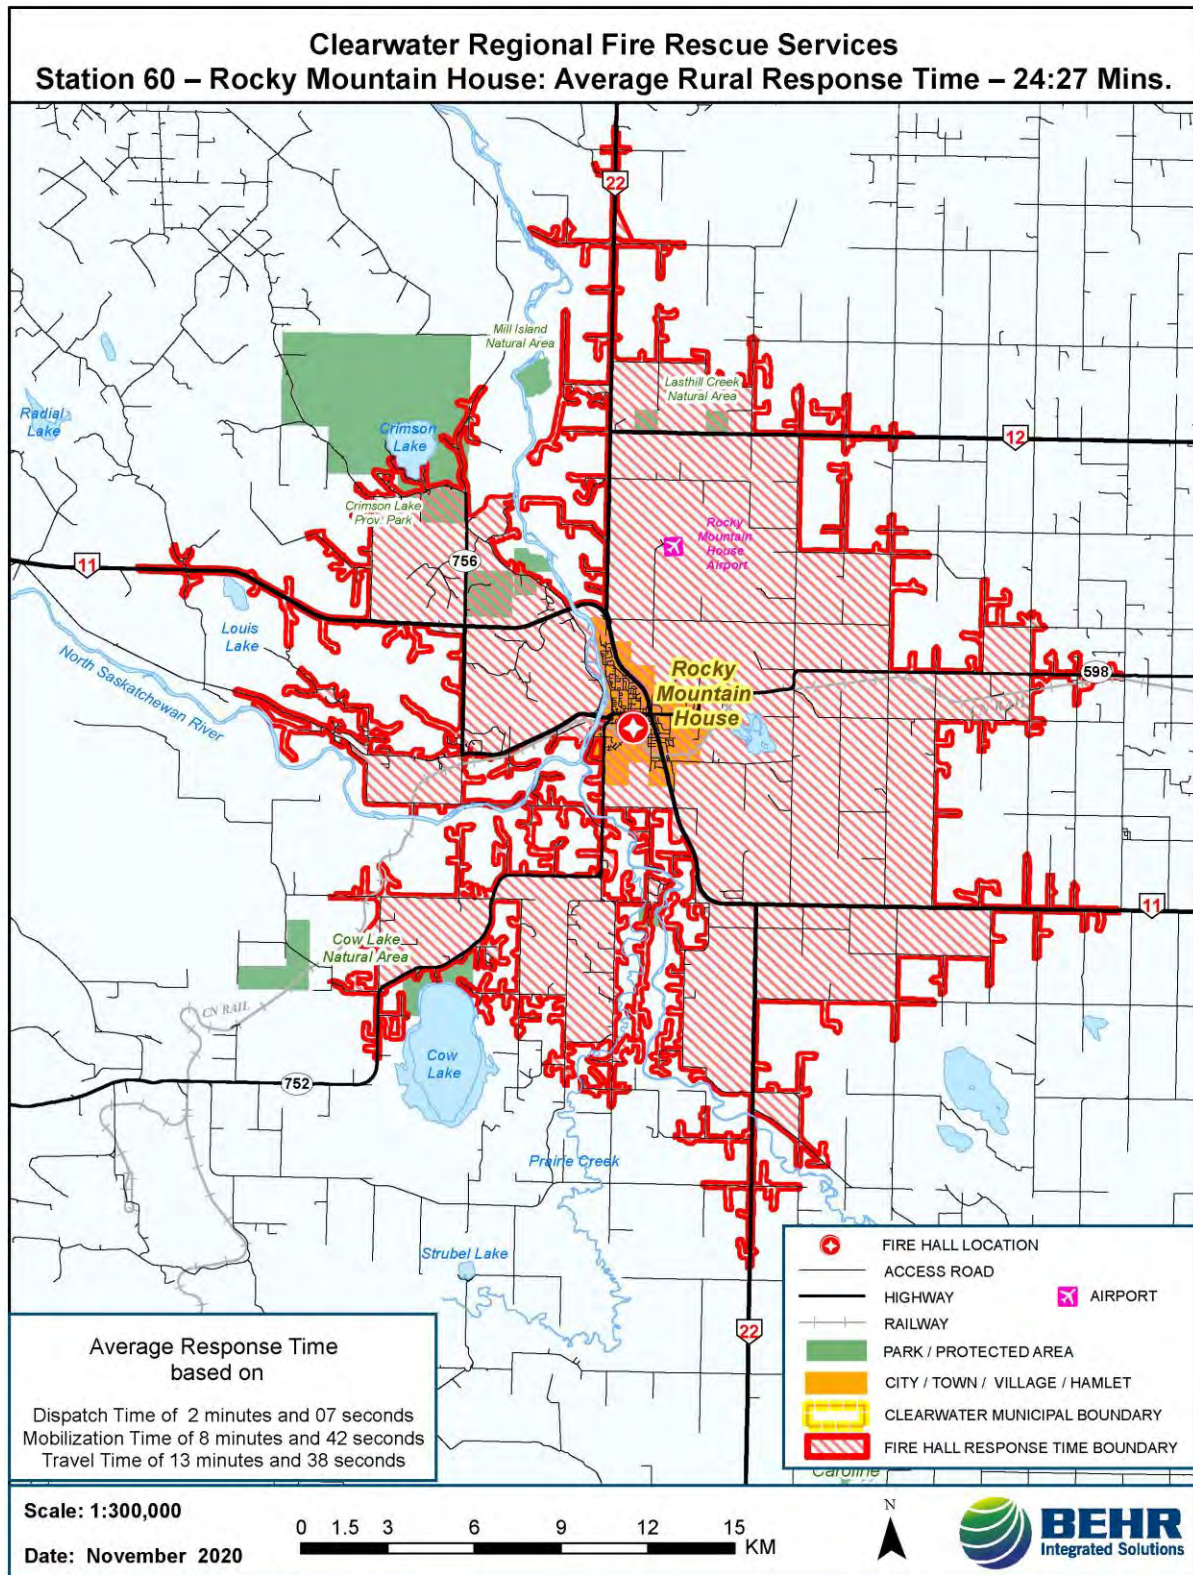 Clearwater Regional Fire Rescue Services
Station 60 – Rocky Mountain House: Average Rural Response Time – 24:27 Mins.
22
Mill Island
Natural Area
Lasthill Creek
Natural Area
Radial
Lake
Crimson
Lake
12
Crimson Lake
Prov. Park
Rocky
Mountain
House
Airport
11
756
Louis
Lake
North Saskatchewan River
Rocky
Mountain
House
598
CN RAIL
11
Cow Lake
Natural Area
CN RAIL
Cow
Lake
752
Prairie Creek
Strubel Lake
22
FIRE HALL LOCATION
ACCESS ROAD
HIGHWAY
AIRPORT
RAILWAY
PARK / PROTECTED AREA
CITY / TOWN / VILLAGE / HAMLET
CLEARWATER MUNICIPAL BOUNDARY
FIRE HALL RESPONSE TIME BOUNDARY
Caroline
Average Response Time
based on
Dispatch Time of 2 minutes and 07 seconds
Mobilization Time of 8 minutes and 42 seconds
Travel Time of 13 minutes and 38 seconds
Scale: 1:300,000
Date: November 2020
0 1.5 3 6 9 12 15
KM
N
BEHR
Integrated Solutions